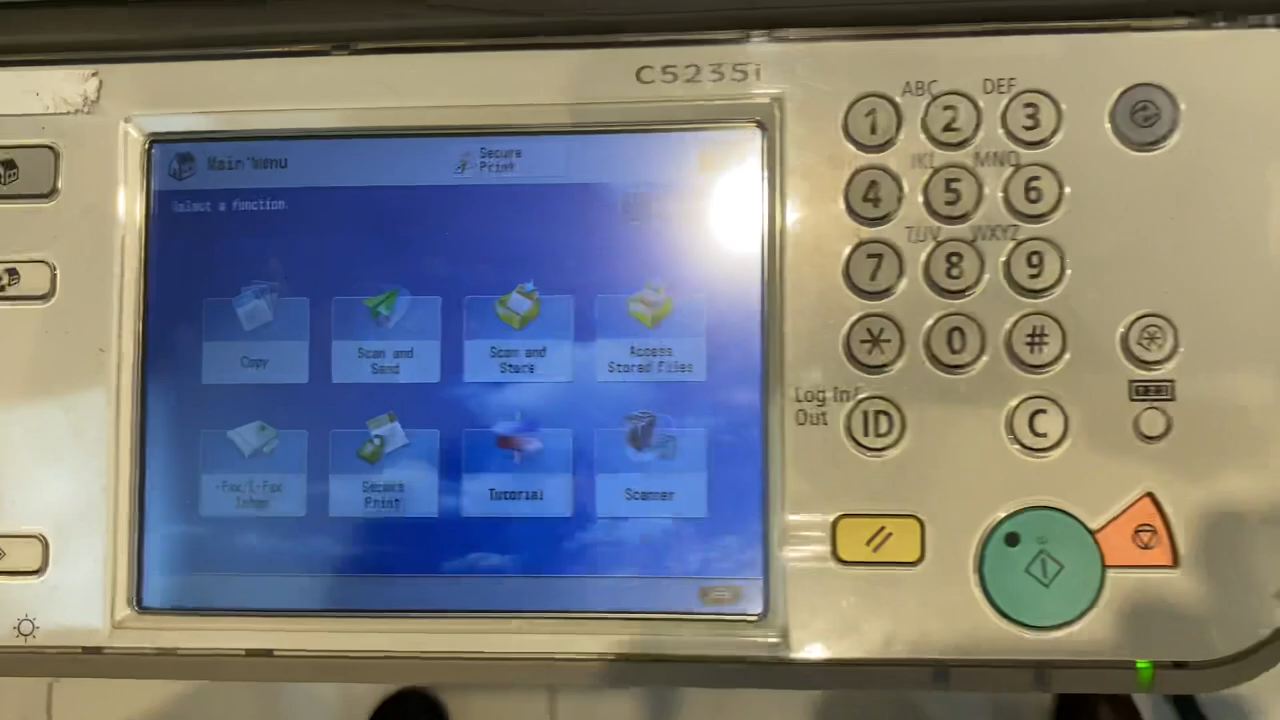 C5235i
Main Menu
Secure
Print
Select a function.
Copy
Scan and
Send
Scan and
Store
Access
Stored Files
Fax/I-Fax
Inbox
Secure
Print
Tutorial
Scanner
ABC
DEF
1
2
3
JKL
MNO
4
5
6
TUV
WXYZ
7
8
9
*
0
#
Log In/
Out
ID
C
123